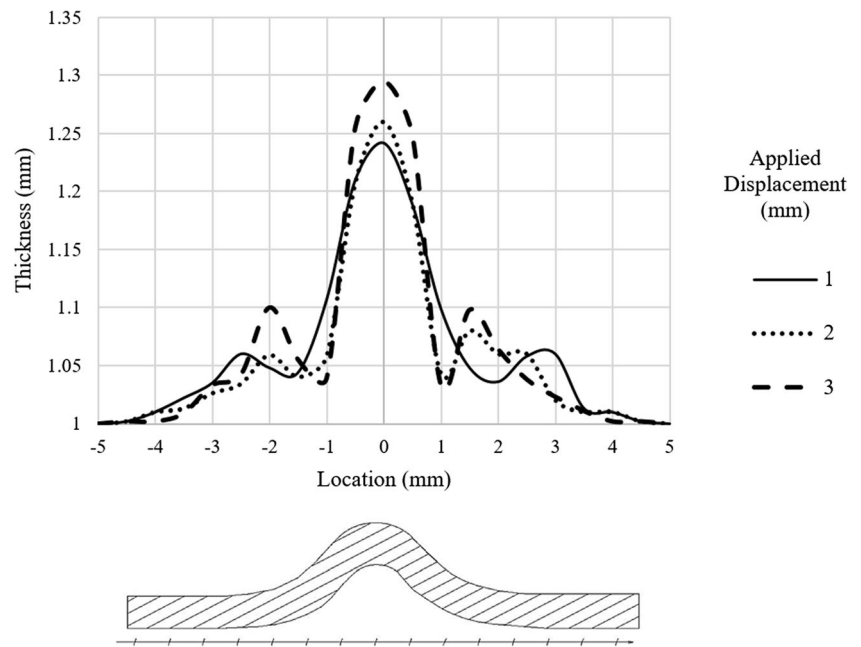 1.35
1.3
1.25
1.2
1.15
1.1
1.05
1
Thickness (mm)
-5 -4 -3 -2 -1 0 1 2 3 4 5
Location (mm)
Applied
Displacement
(mm)
1
2
3